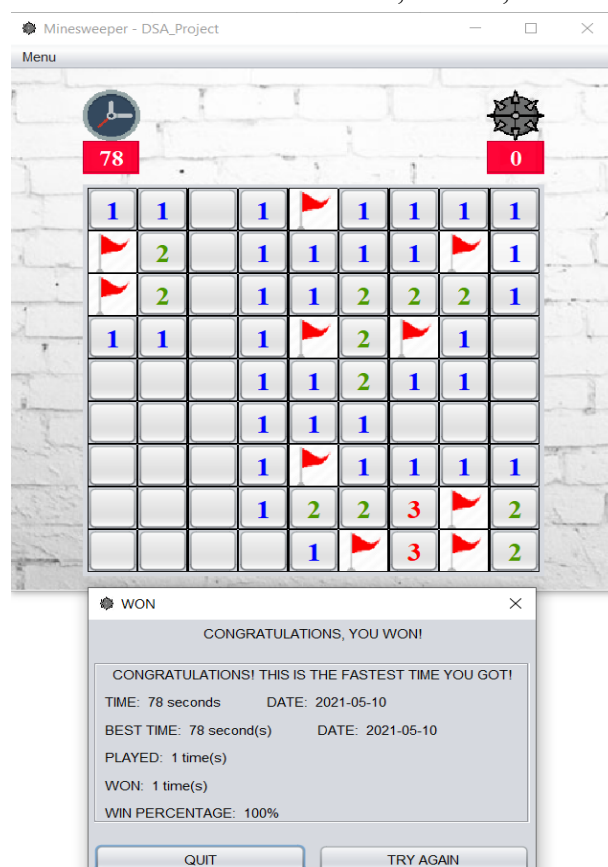 Minesweeper - DSA_Project
Menu
78 0
1 1 1 1 1 1 1
2 1 1 1 1 1
2 1 1 2 2 2 1
1 1 1 2 1
1 1 2 1 1
1 1 1
1 1 1 1 1
1 2 2 3 2
1 3 2
WON
CONGRATULATIONS, YOU WON!
CONGRATULATIONS! THIS IS THE FASTEST TIME YOU GOT!
TIME: 78 seconds DATE: 2021-05-10
BEST TIME: 78 second(s) DATE: 2021-05-10
PLAYED: 1 time(s)
WON: 1 time(s)
WIN PERCENTAGE: 100%
QUIT TRY AGAIN